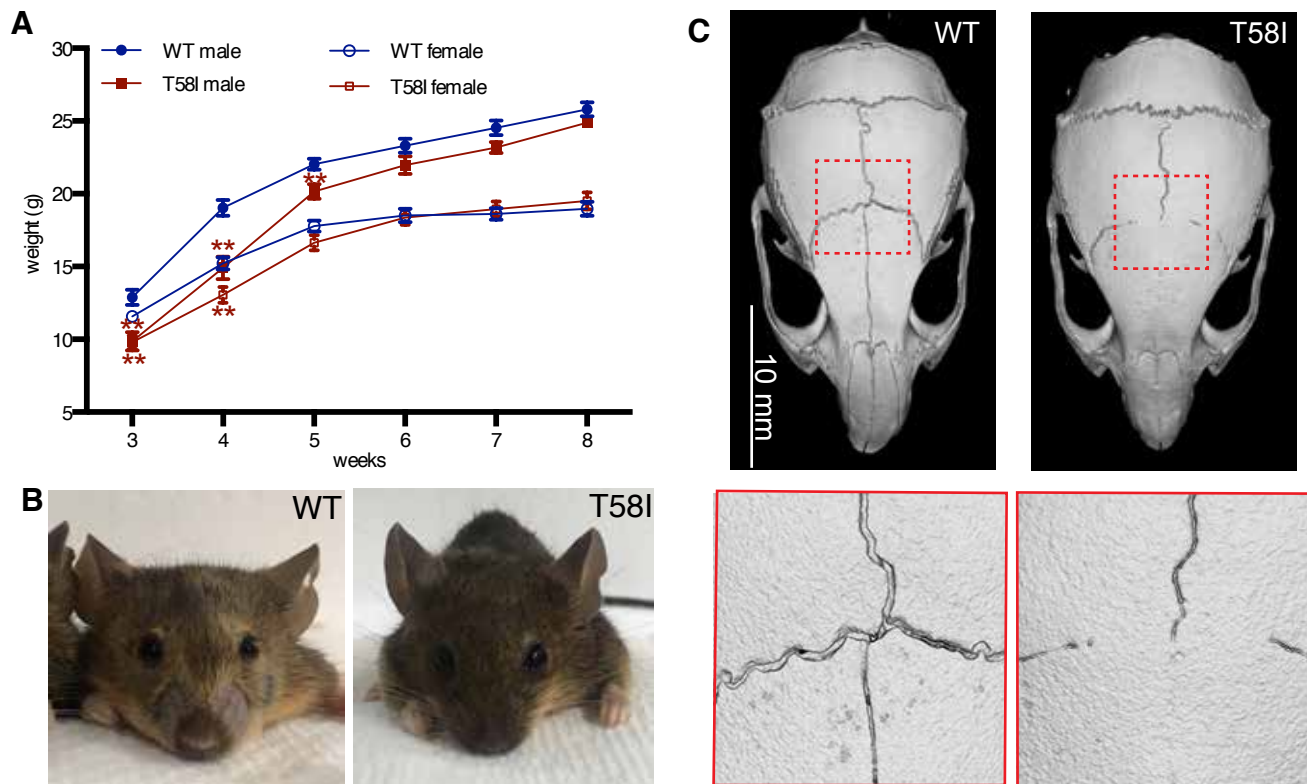 A
WT male
WT female
T58I male
T58I female
30
25
20
15
10
5
weight (g)
**
**
**
**
**
3 4 5 6 7 8
weeks
B
WT
T58I
C
WT
T58I
10 mm